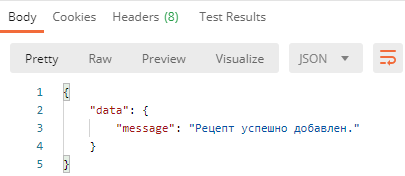 Body Cookies Headers (8) Test Results
Pretty Raw Preview Visualize JSON
1 {
2 "data": {
3 "message": "Рецепт успешно добавлен."
4 }
5 }